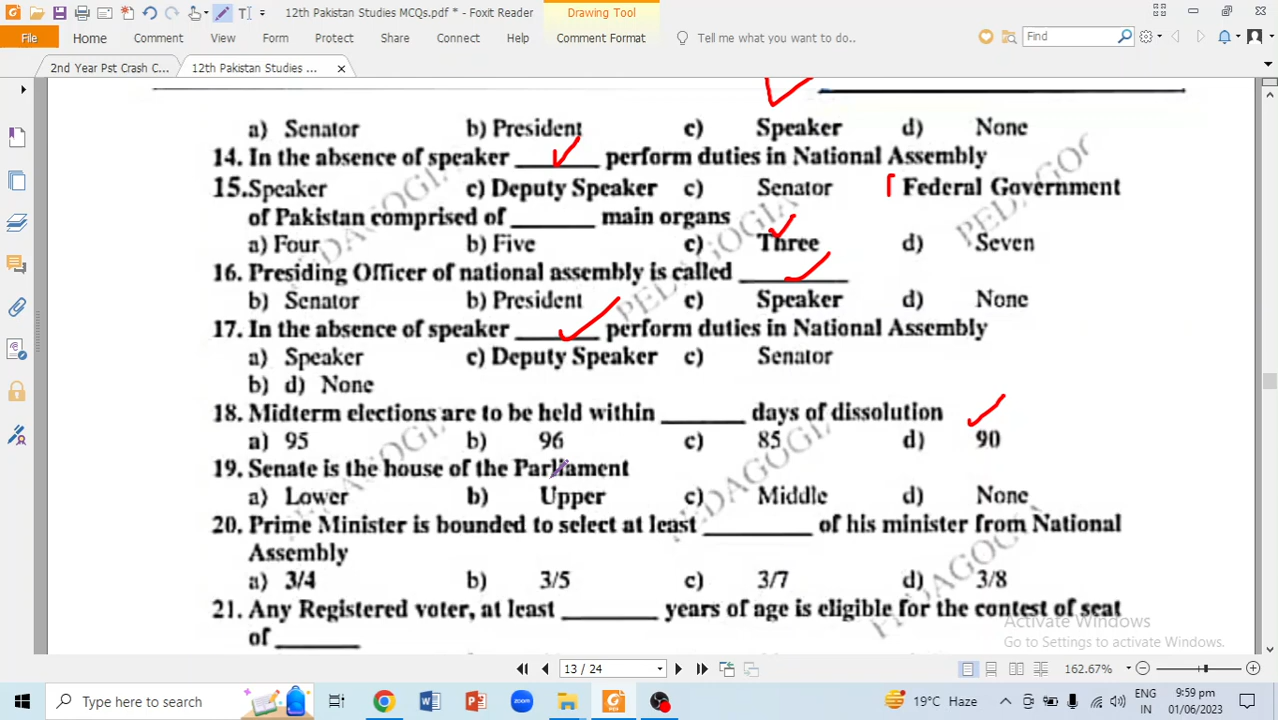 12th Pakistan Studies MCQs.pdf * - Foxit Reader
Drawing Tool
File Home Comment View Form Protect Share Connect Help Comment Format Tell me what you want to do.. Find
2nd Year Pst Crash C... 12th Pakistan Studies ...
a) Senator b) President c) Speaker d) None
14. In the absence of speaker ______ perform duties in National Assembly
15.Speaker c) Deputy Speaker c) Senator Federal Government
of Pakistan comprised of ______ main organs
a) Four b) Five c) Three d) Seven
16. Presiding Officer of national assembly is called ______
b) Senator b) President c) Speaker d) None
17. In the absence of speaker ______ perform duties in National Assembly
a) Speaker c) Deputy Speaker c) Senator
b) d) None
18. Midterm elections are to be held within ______ days of dissolution
a) 95 b) 96 c) 85 d) 90
19. Senate is the house of the Parliament
a) Lower b) Upper c) Middle d) None
20. Prime Minister is bounded to select at least ______ of his minister from National
Assembly
a) 3/4 b) 3/5 c) 3/7 d) 3/8
21. Any Registered voter, at least ______ years of age is eligible for the contest of seat
of ______
PEDAGOGIA
Activate Windows
Go to Settings to activate Windows.
13 / 24 162.67%
Type here to search zoom 19°C Haze ENG 9:59 pm
IN 01/06/2023